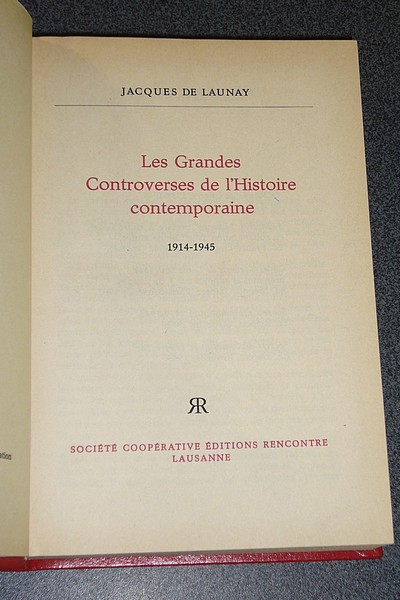 JACQUES DE LAUNAY
Les Grandes
Controverses de l'Histoire
contemporaine
1914-1945
RR
SOCIÉTÉ COOPÉRATIVE ÉDITIONS RENCONTRE
LAUSANNE